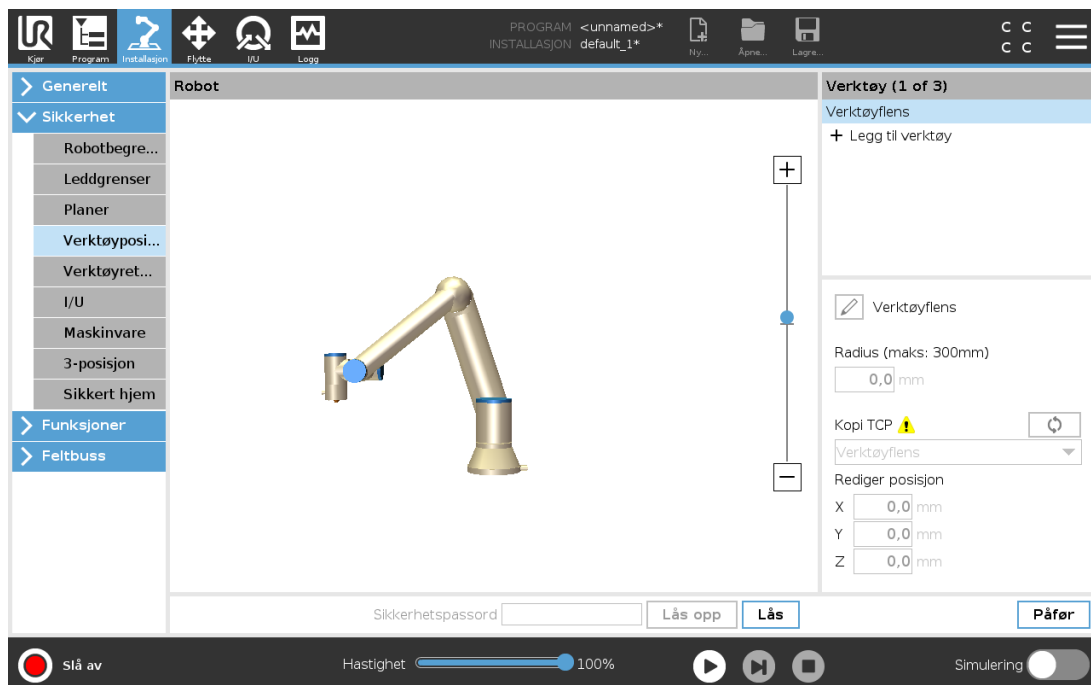 UR
PROGRAM <unnamed>*
INSTALLASJON default_1*
Kjør Program Installasjon Flytte I/U Logg
Ny... Åpne... Lagre...
C C
C C
Generelt
Sikkerhet
Robotbegre...
Leddgrenser
Planer
Verktøyposi...
Verktøyret...
I/U
Maskinvare
3-posisjon
Sikkert hjem
Funksjoner
Feltbuss
Robot
Verktøy (1 of 3)
Verktøyflens
+ Legg til verktøy
Verktøyflens
Radius (maks: 300mm)
0,0 mm
Kopi TCP
Verktøyflens
Rediger posisjon
X 0,0 mm
Y 0,0 mm
Z 0,0 mm
Sikkerhetspassord Lås opp Lås Påfør
Slå av Hastighet 100% Simulering